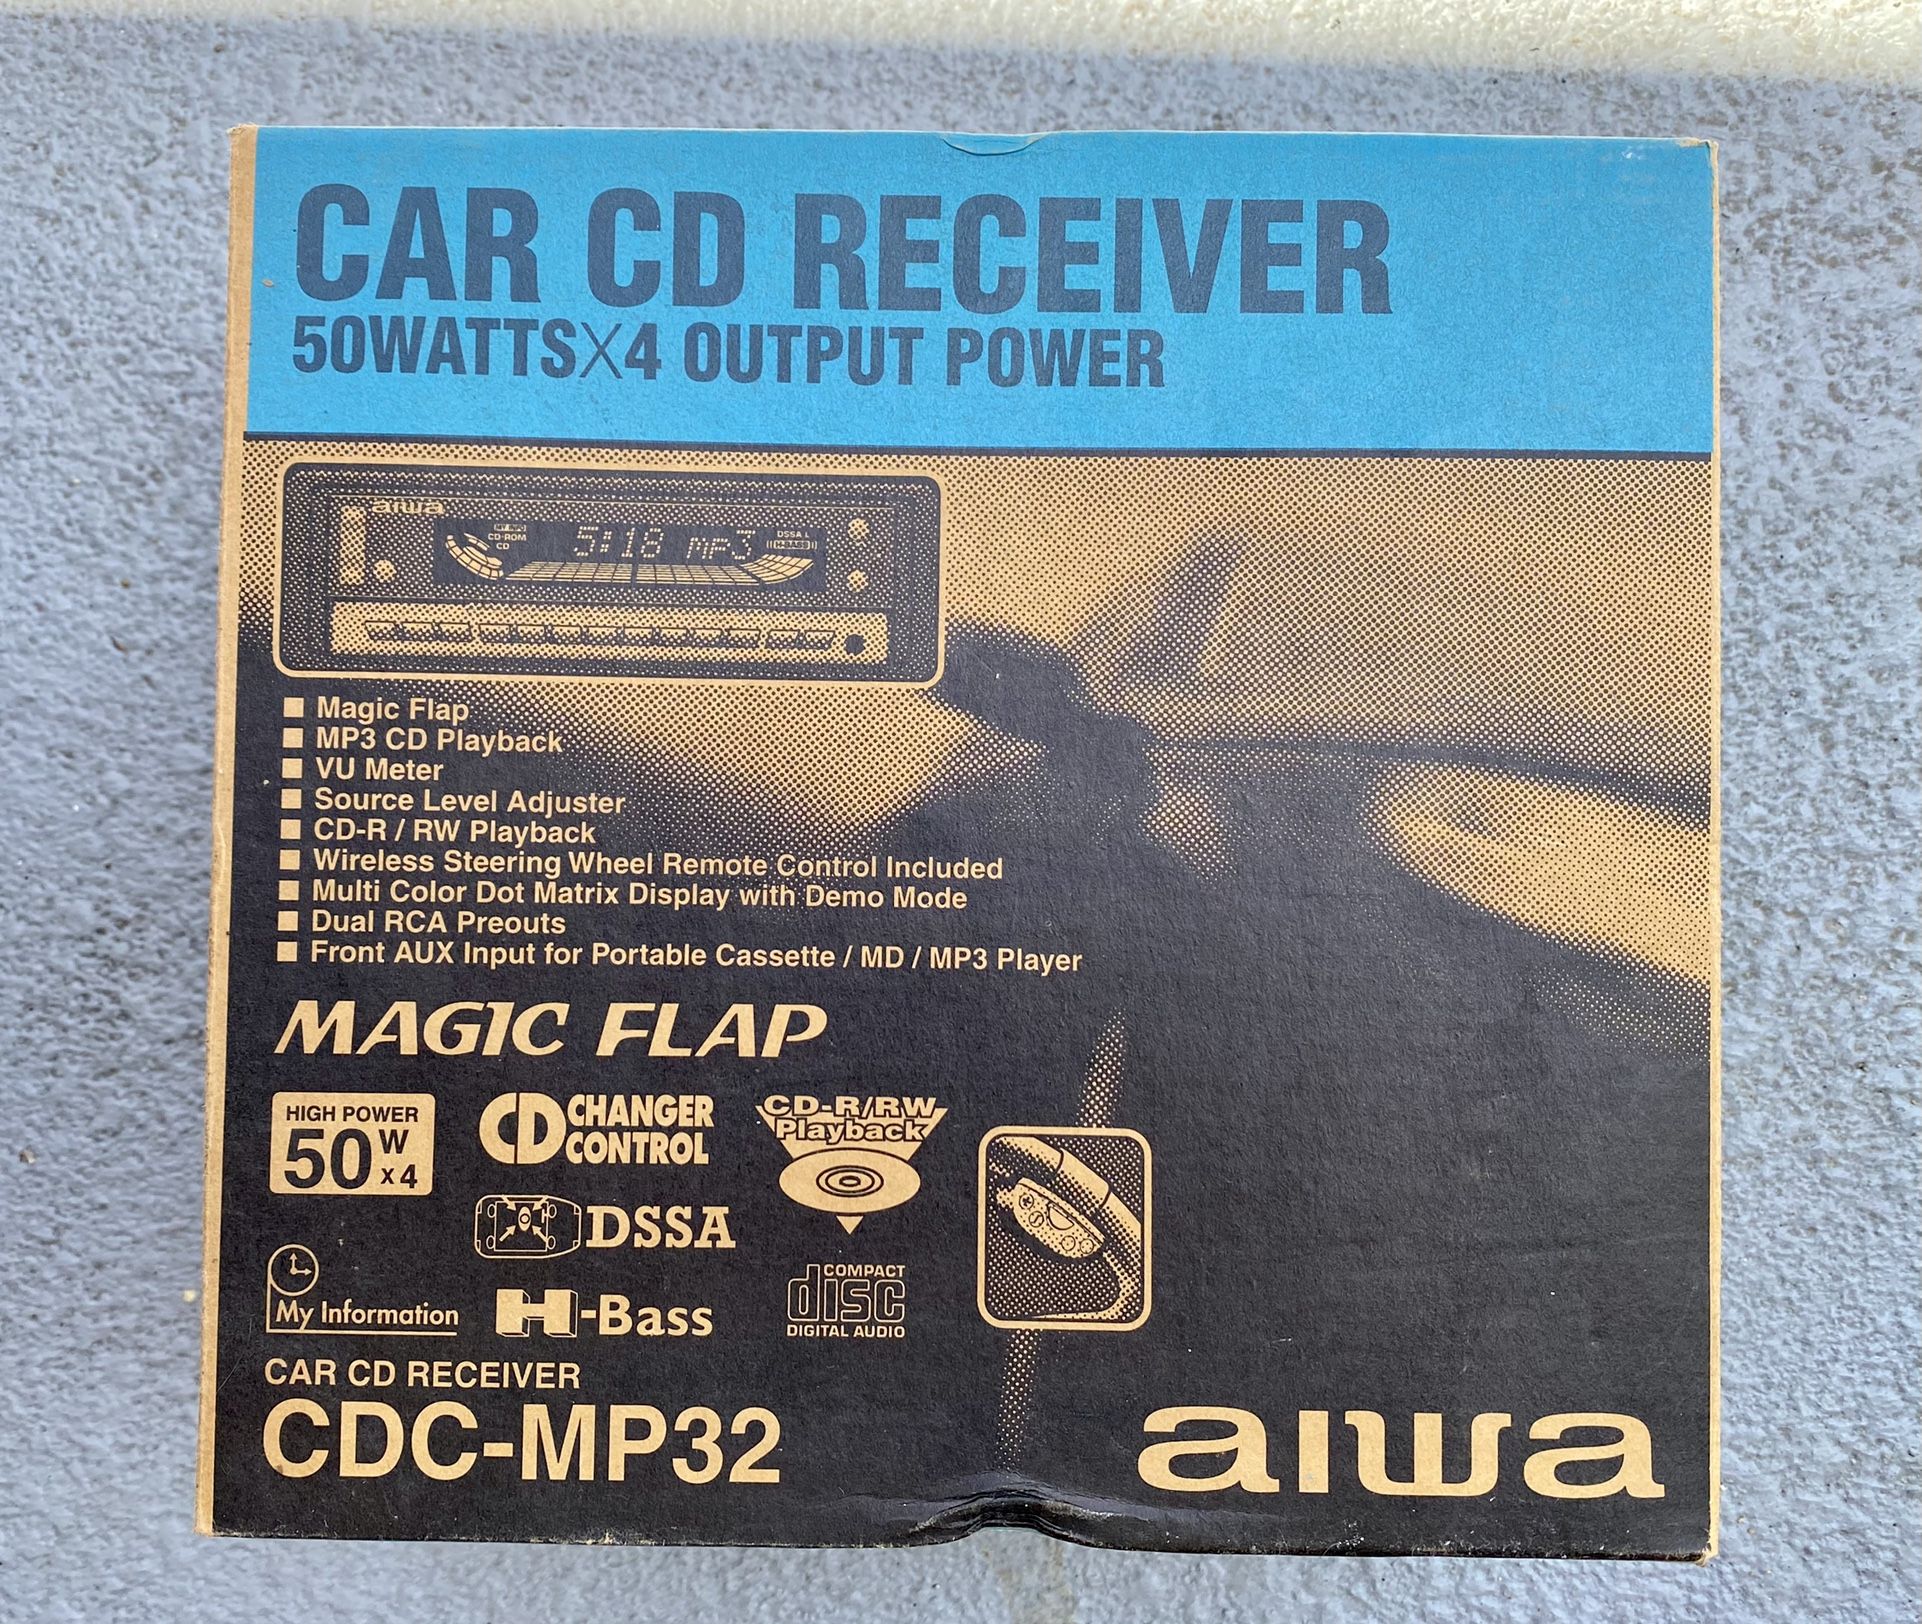 CAR CD RECEIVER
50WATTSX4 OUTPUT POWER
aiwa
MY INFO
CD-ROM
CD
5:18 MP3
DSSA L
H-BASS
Magic Flap
MP3 CD Playback
VU Meter
Source Level Adjuster
CD-R / RW Playback
Wireless Steering Wheel Remote Control Included
Multi Color Dot Matrix Display with Demo Mode
Dual RCA Preouts
Front AUX Input for Portable Cassette / MD / MP3 Player
MAGIC FLAP
HIGH POWER
50 W
x 4
CD CHANGER
CONTROL
CD-R/RW
Playback
DSSA
My Information
H-Bass
COMPACT
disc
DIGITAL AUDIO
CAR CD RECEIVER
CDC-MP32
aiwa